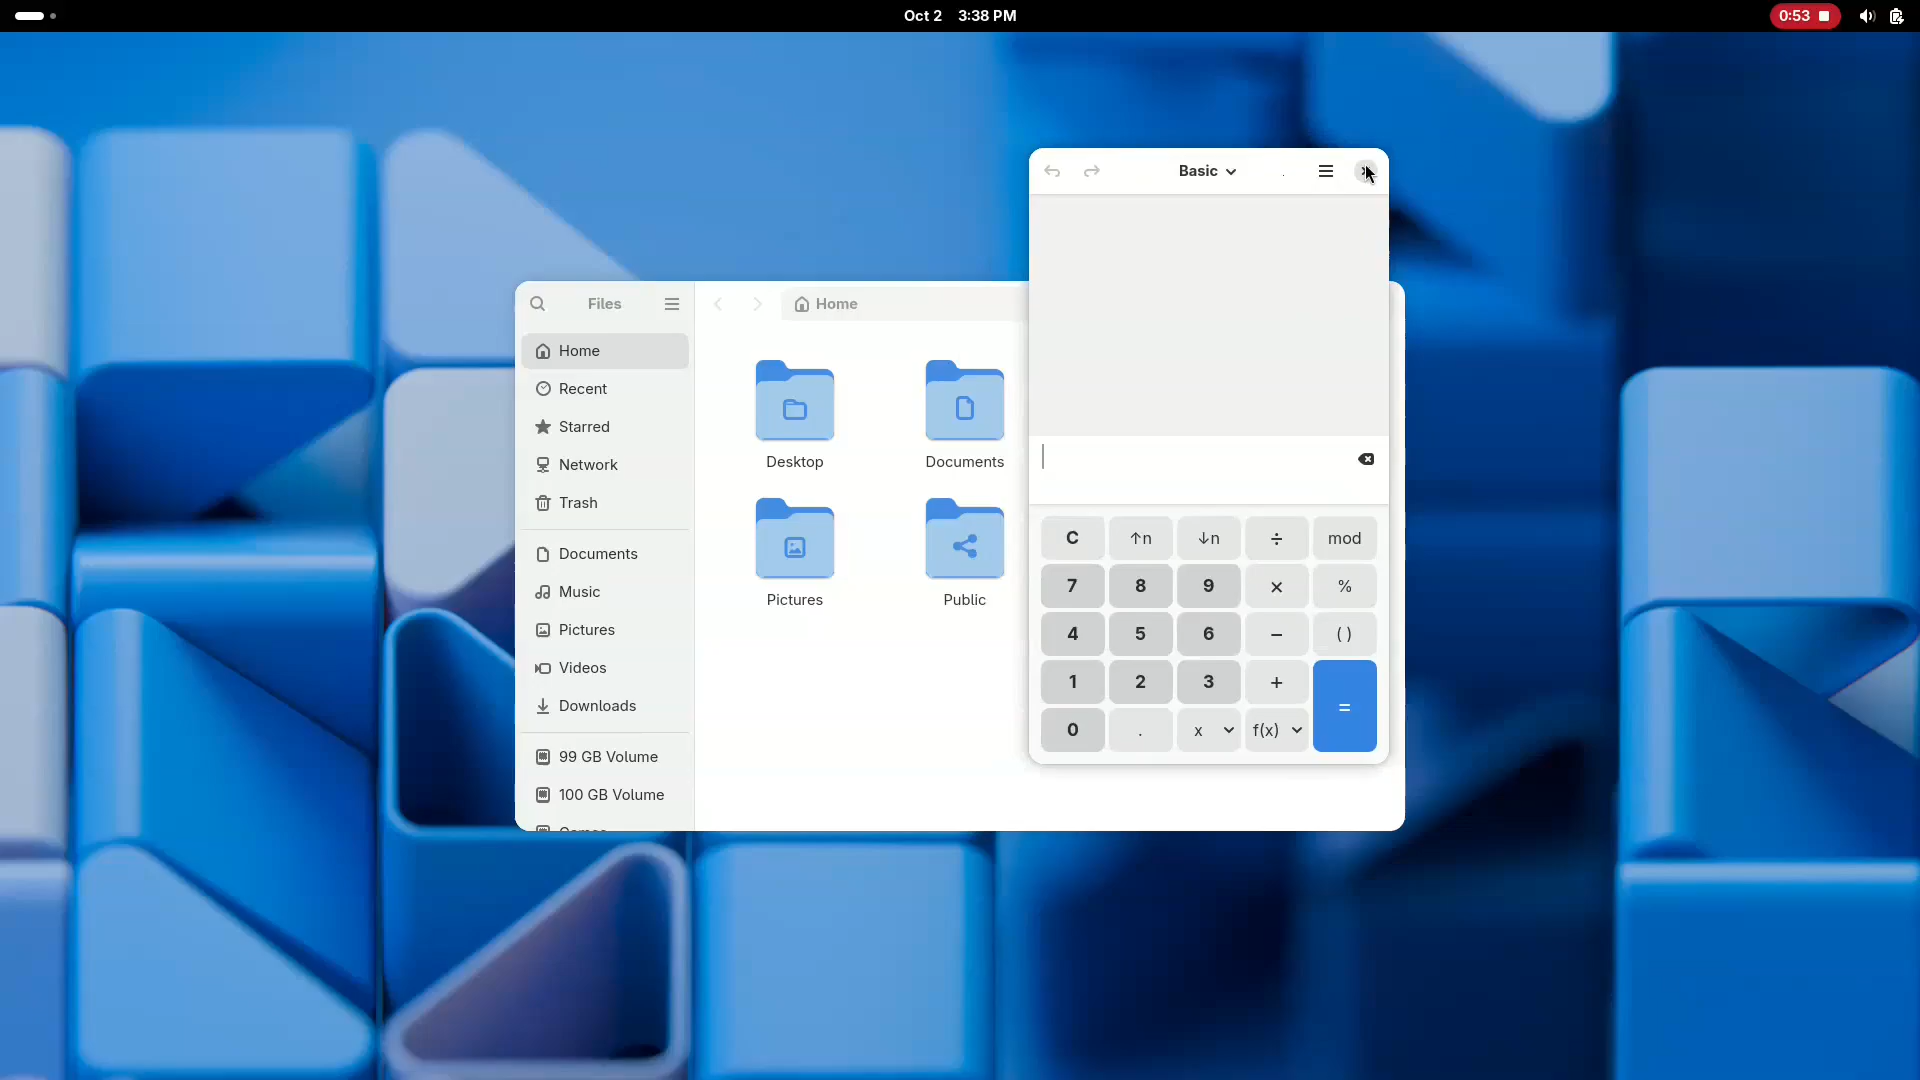 Oct 2 3:38 PM
0:53
Files
Home
Recent
Starred
Network
Trash
Documents
Music
Pictures
Videos
Downloads
99 GB Volume
100 GB Volume
Home
Desktop
Documents
Pictures
Public
Basic
C ↑n ↓n ÷ mod
7 8 9 × %
4 5 6 − ( )
1 2 3 +
=
0 . x f(x)